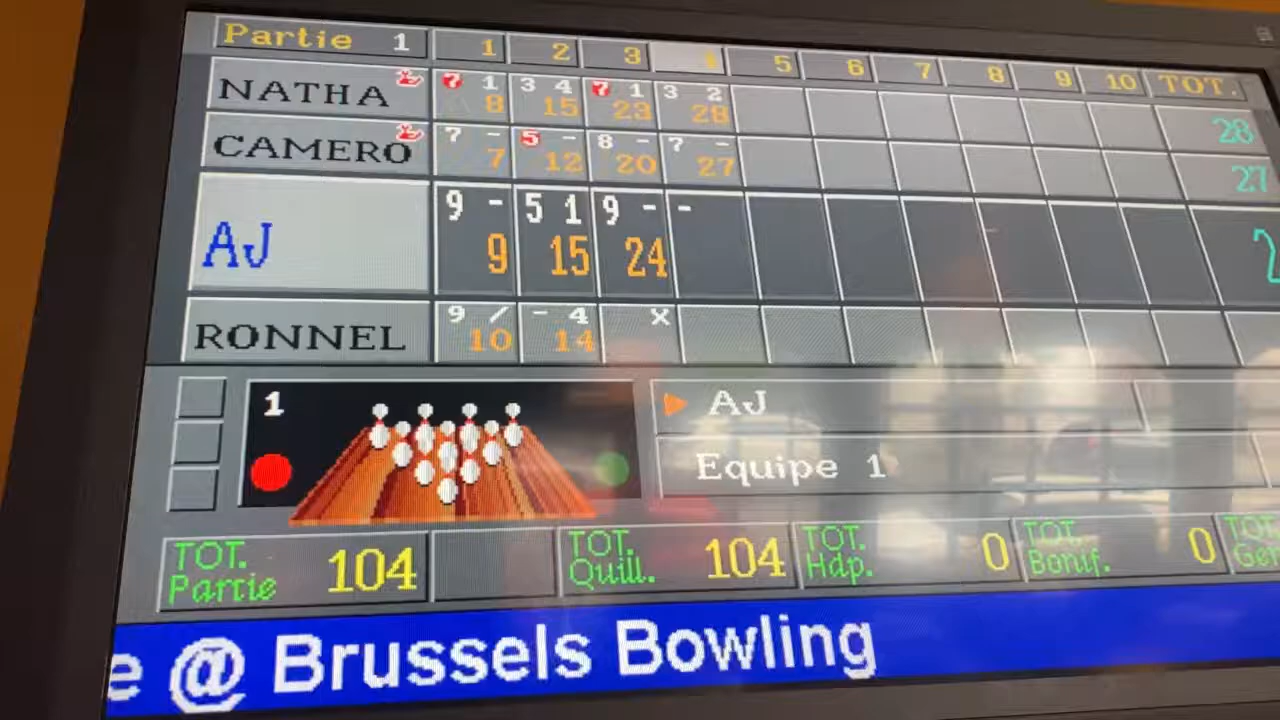 Partie 1 1 2 3 4 5 6 7 8 9 10 TOT.
NATHA 7 1 3 4 7 1 3 2
8 15 23 28 28
CAMERO 7 - 5 - 8 - 7 -
7 12 20 27 27
AJ 9 - 5 1 9 - -
9 15 24 2
RONNEL 9 / - 4 X
10 14
1
AJ
Equipe 1
TOT. Partie 104
TOT. Quill. 104
TOT. Hdp. 0
TOT. Bonif. 0
TOT. Gen
e @ Brussels Bowling